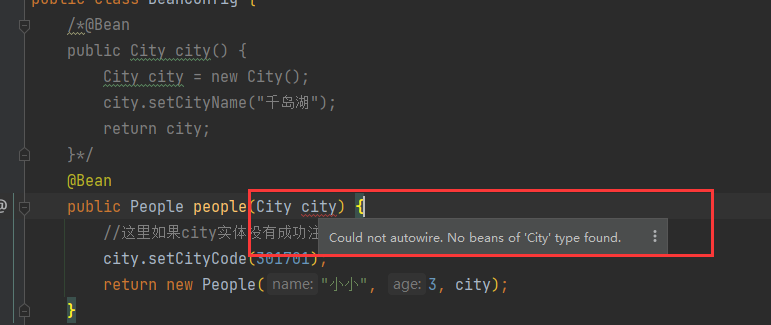 public class BeanConfig {
/*@Bean
public City city() {
City city = new City();
city.setCityName("千岛湖");
return city;
}*/
@Bean
public People people(City city) {
//这里如果city实体没有成功注
Could not autowire. No beans of 'City' type found.
city.setCityCode(301701);
return new People( name: "小小", age: 3, city);
}